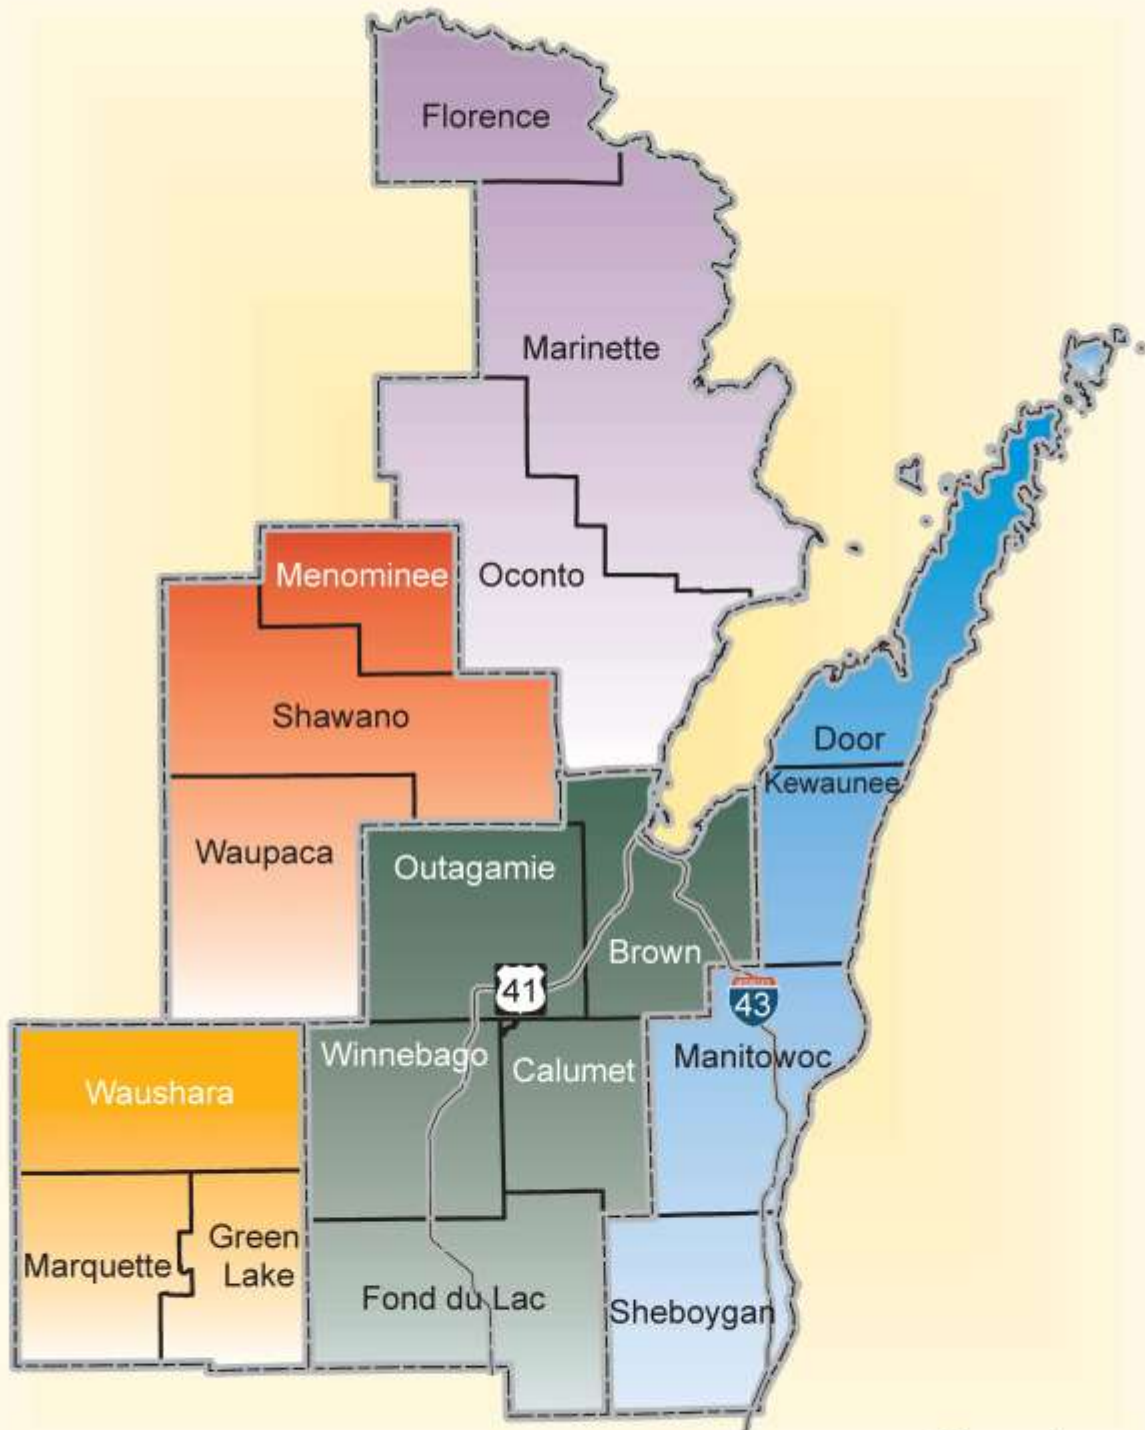 Florence
Marinette
Menominee
Oconto
Shawano
Door
Kewaunee
Waupaca
Outagamie
Brown
41
43
Winnebago
Calumet
Manitowoc
Waushara
Green
Lake
Marquette
Fond du Lac
Sheboygan